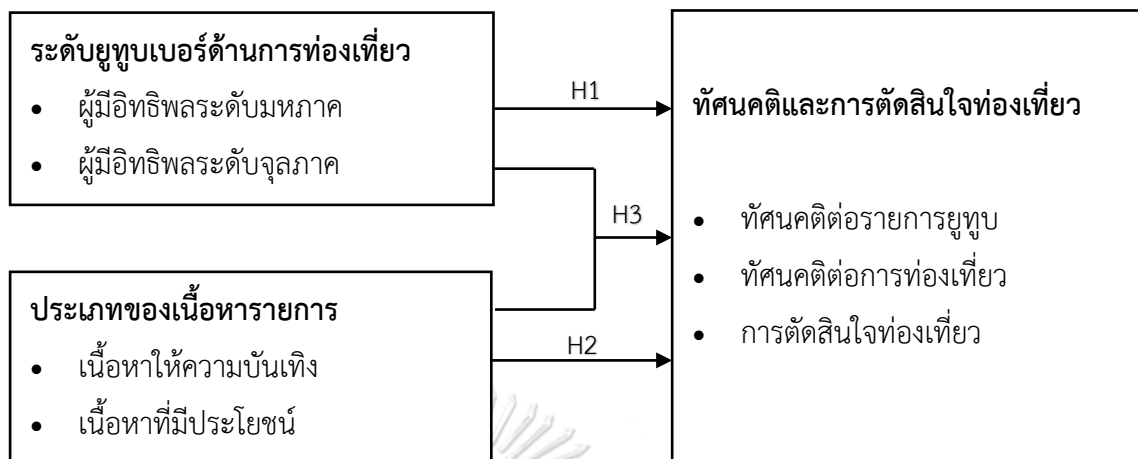 ระดับยูทูบเบอร์ด้านการท่องเที่ยว
• ผู้มีอิทธิพลระดับมหภาค
• ผู้มีอิทธิพลระดับจุลภาค
H1
ทัศนคติและการตัดสินใจท่องเที่ยว
• ทัศนคติต่อรายการยูทูบ
• ทัศนคติต่อการท่องเที่ยว
• การตัดสินใจท่องเที่ยว
H3
ประเภทของเนื้อหารายการ
• เนื้อหาให้ความบันเทิง
• เนื้อหาที่มีประโยชน์
H2